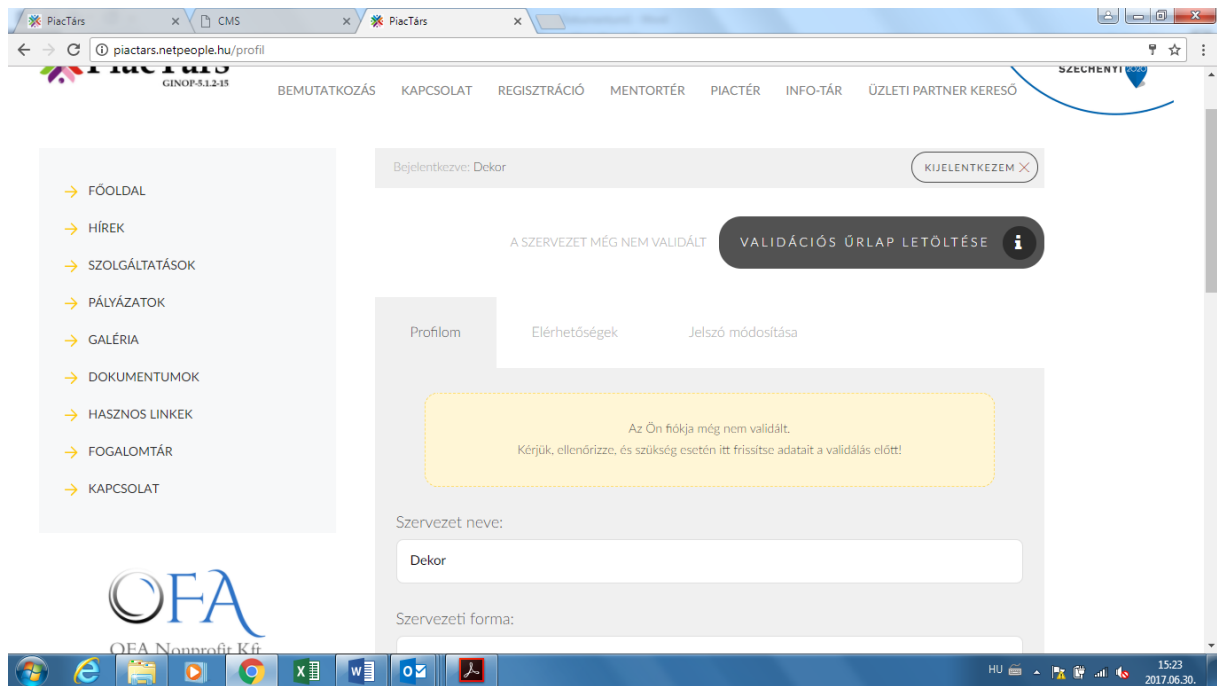 PiacTárs
CMS
PiacTárs
piactars.netpeople.hu/profil
PiacTárs
GINOP-5.1.2-15
BEMUTATKOZÁS KAPCSOLAT REGISZTRÁCIÓ MENTORTÉR PIACTÉR INFO-TÁR ÜZLETI PARTNER KERESŐ
SZÉCHENYI 2020
FŐOLDAL
HÍREK
SZOLGÁLTATÁSOK
PÁLYÁZATOK
GALÉRIA
DOKUMENTUMOK
HASZNOS LINKEK
FOGALOMTÁR
KAPCSOLAT
OFA
OFA Nonprofit Kft
Bejelentkezve: Dekor
KIJELENTKEZEM
A SZERVEZET MÉG NEM VALIDÁLT
VALIDÁCIÓS ŰRLAP LETÖLTÉSE
Profilom Elérhetőségek Jelszó módosítása
Az Ön fiókja még nem validált.
Kérjük, ellenőrizze, és szükség esetén itt frissítse adatait a validálás előtt!
Szervezet neve:
Dekor
Szervezeti forma:
HU
15:23
2017.06.30.